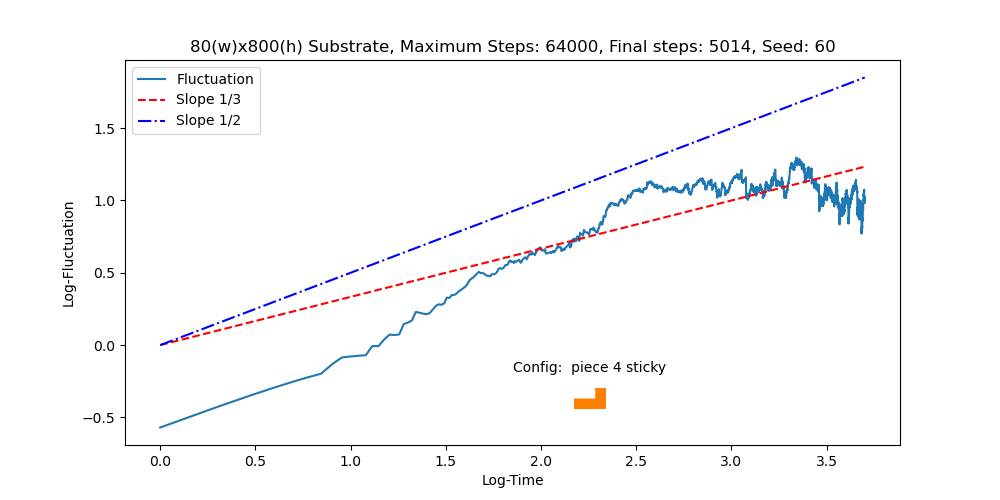 80(w)x800(h) Substrate, Maximum Steps: 64000, Final steps: 5014, Seed: 60
Fluctuation
Slope 1/3
Slope 1/2
1.5
1.0
0.5
0.0
−0.5
Log-Fluctuation
Config:  piece 4 sticky
0.0 0.5 1.0 1.5 2.0 2.5 3.0 3.5
Log-Time